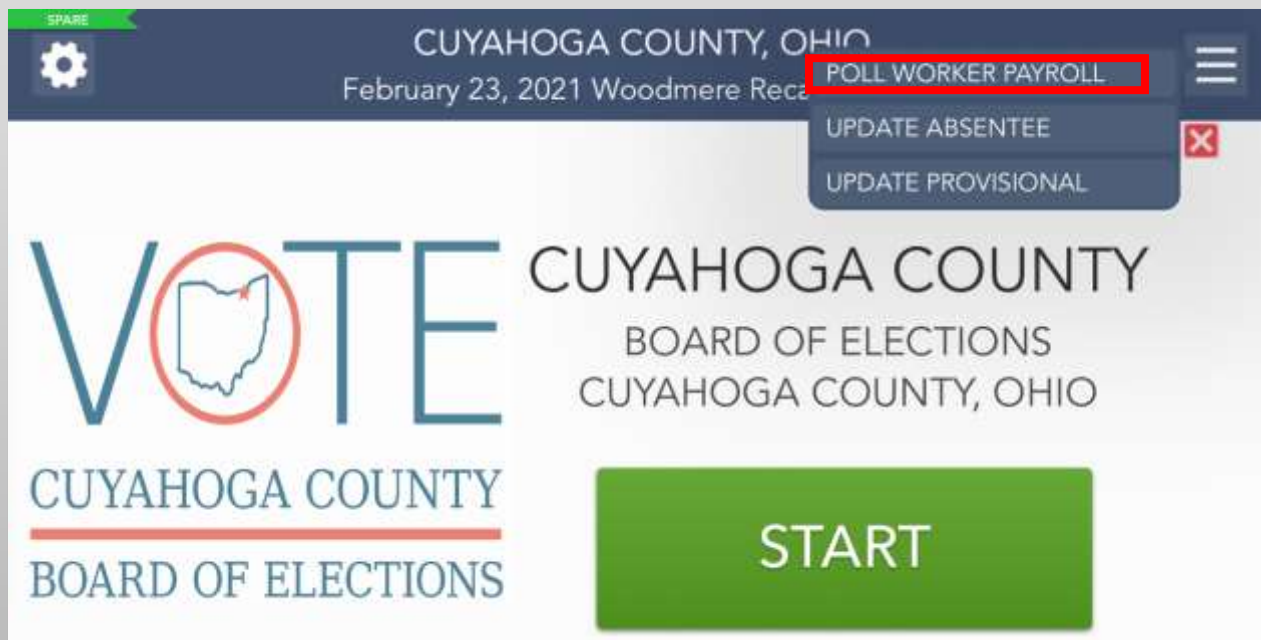 SPARE
CUYAHOGA COUNTY, OHIO
February 23, 2021 Woodmere
POLL WORKER PAYROLL
UPDATE ABSENTEE
UPDATE PROVISIONAL
VOTE
CUYAHOGA COUNTY
BOARD OF ELECTIONS
CUYAHOGA COUNTY
BOARD OF ELECTIONS
CUYAHOGA COUNTY, OHIO
START